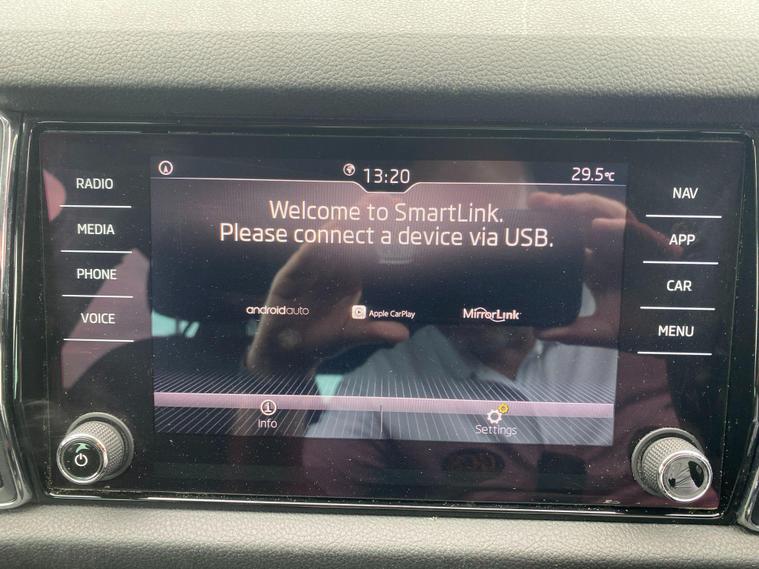 RADIO
MEDIA
PHONE
VOICE
13:20
29.5°C
Welcome to SmartLink.
Please connect a device via USB.
androidauto
Apple CarPlay
MirrorLink
Info
Settings
NAV
APP
CAR
MENU